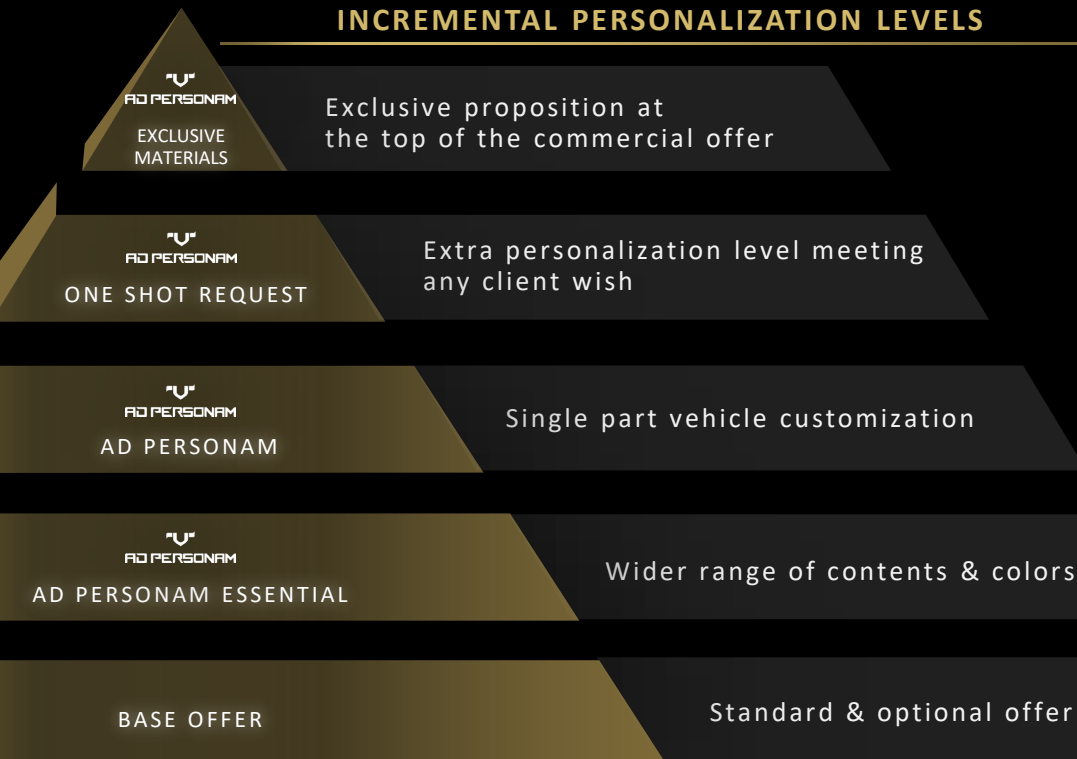 INCREMENTAL PERSONALIZATION LEVELS
AD PERSONAM
EXCLUSIVE
MATERIALS
Exclusive proposition at
the top of the commercial offer
AD PERSONAM
ONE SHOT REQUEST
Extra personalization level meeting
any client wish
AD PERSONAM
AD PERSONAM
Single part vehicle customization
AD PERSONAM
AD PERSONAM ESSENTIAL
Wider range of contents & colors
BASE OFFER
Standard & optional offer